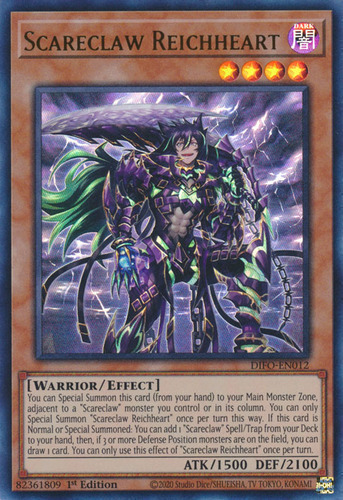 SCARECLAW REICHHEART
DARK
闇
DIFO-EN012
[WARRIOR/EFFECT]
You can Special Summon this card (from your hand) to your Main Monster Zone,
adjacent to a "Scareclaw" monster you control or in its column. You can only
Special Summon "Scareclaw Reichheart" once per turn this way. If this card is
Normal or Special Summoned: You can add 1 "Scareclaw" Spell/Trap from your Deck
to your hand, then, if 3 or more Defense Position monsters are on the field, you can
draw 1 card. You can only use this effect of "Scareclaw Reichheart" once per turn.
ATK/1500 DEF/2100
82361809 1st Edition ©2020 Studio Dice/SHUEISHA, TV TOKYO, KONAMI